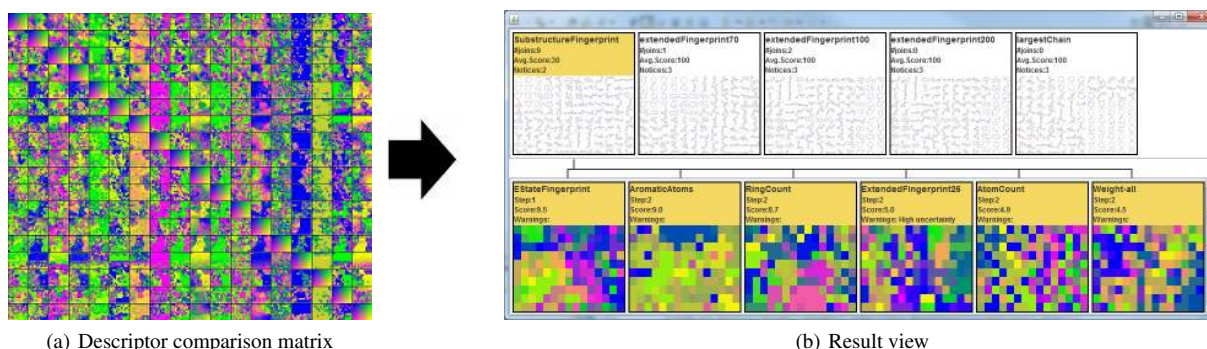 SubstructureFingerprint
#joins:9
Avg.Score:30
Notices:2
extendedFingerprint70
#joins:1
Avg.Score:100
Notices:3
extendedFingerprint100
#joins:2
Avg.Score:100
Notices:3
extendedFingerprint200
#joins:0
Avg.Score:100
Notices:3
largestChain
#joins:0
Avg.Score:100
Notices:3
EStateFingerprint
Step:1
Score:9.5
Warnings:
AromaticAtoms
Step:2
Score:9.0
Warnings:
RingCount
Step:2
Score:8.7
Warnings:
ExtendedFingerprint26
Step:2
Score:5.0
Warnings: High uncertainty
AtomCount
Step:2
Score:4.9
Warnings:
Weight-all
Step:2
Score:4.5
Warnings:
(a) Descriptor comparison matrix
(b) Result view